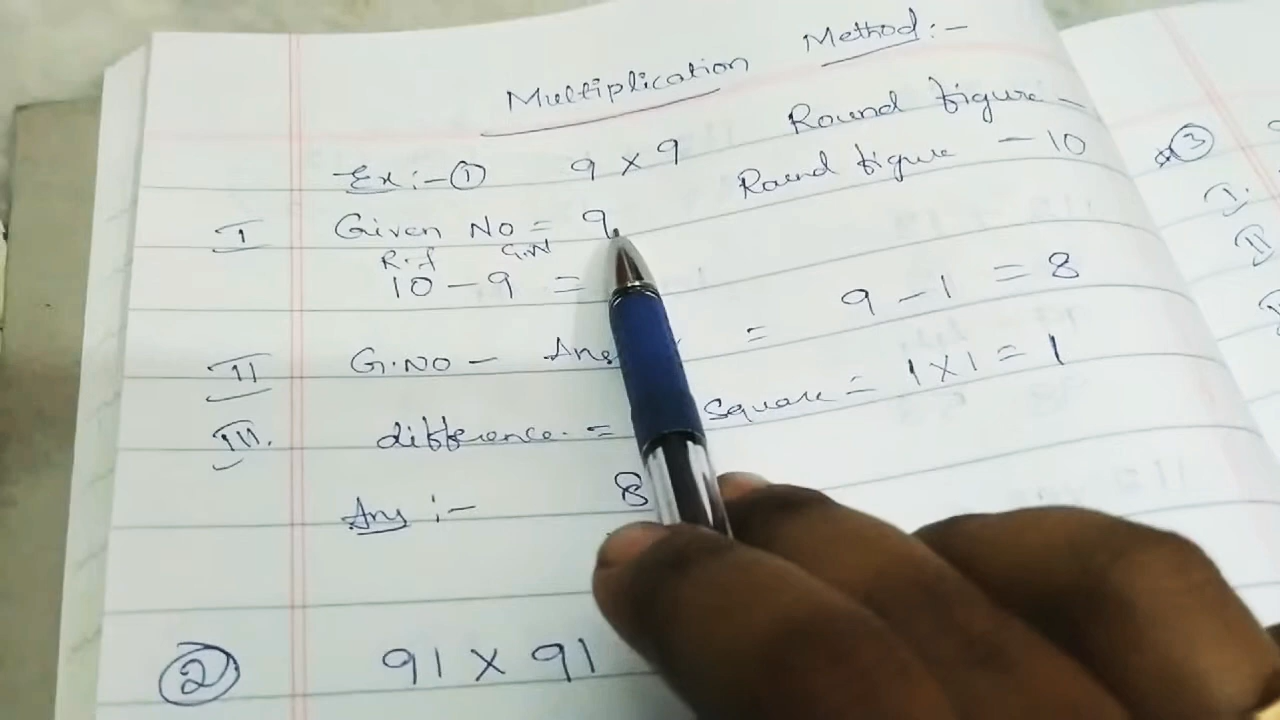 Multiplication Method :-
Round figure -
Ex :- ① 9 × 9 Round figure - 10
I Given No = 9
R.f G.N
10 - 9 =
II G.NO - Ans = 9 - 1 = 8
III. difference = Square = 1 × 1 = 1
Ans :- 8
② 91 × 91
③
I.
II